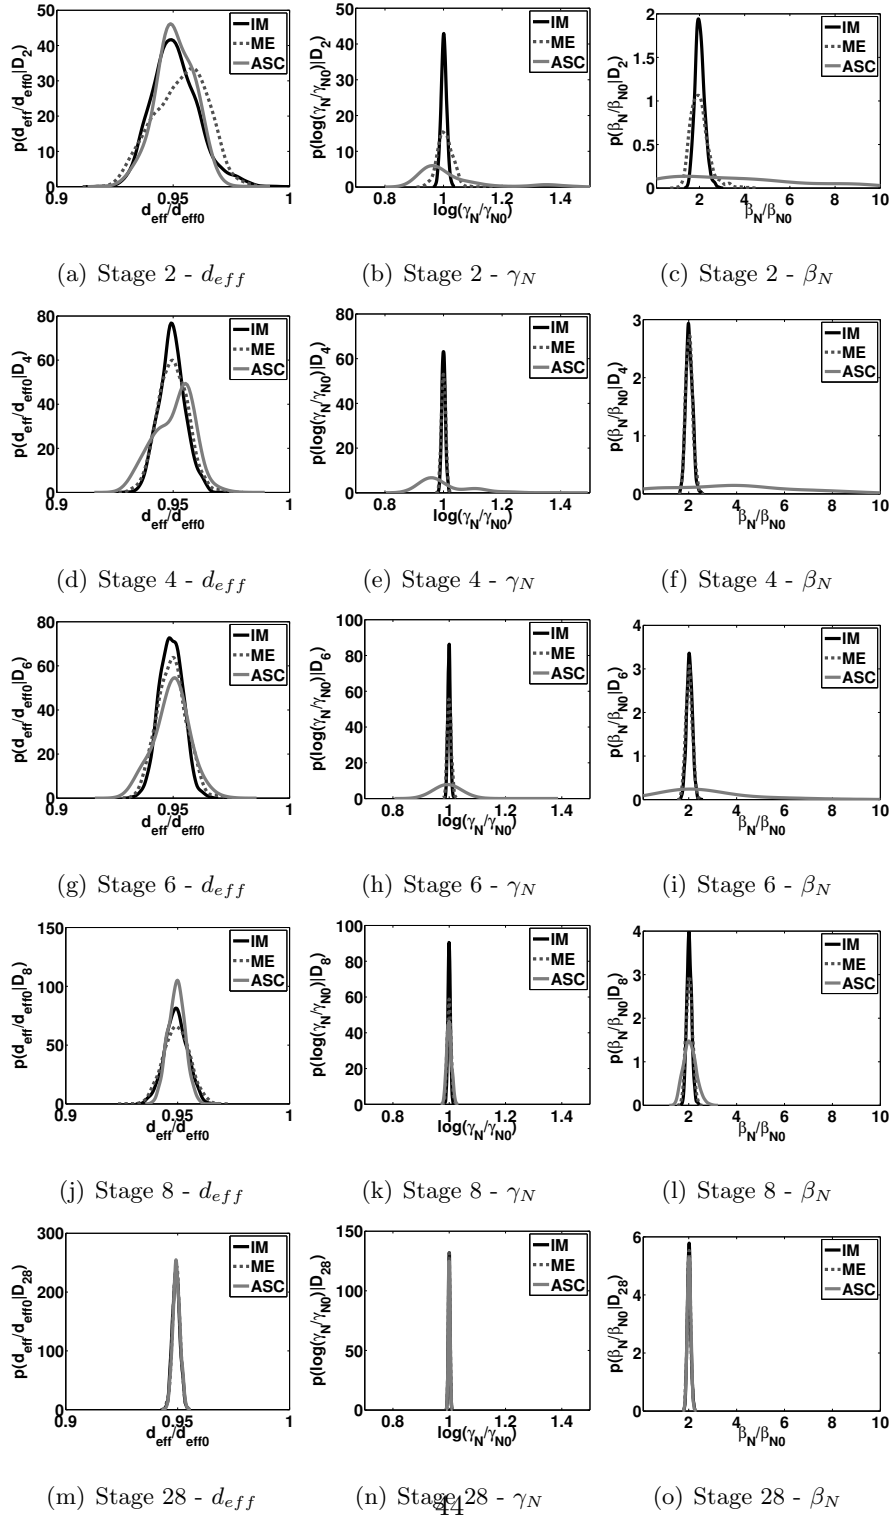 50
40
30
20
10
0
0.9
0.95
1
p(d_eff/d_eff0|D_2)
d_eff/d_eff0
IM
ME
ASC
50
40
30
20
10
0
0.8
1
1.2
1.4
p(log(γ_N/γ_N0)|D_2)
log(γ_N/γ_N0)
IM
ME
ASC
2
1.5
1
0.5
0
2
4
6
8
10
p(β_N/β_N0|D_2)
β_N/β_N0
IM
ME
ASC
(a) Stage 2 - d_eff
(b) Stage 2 - γ_N
(c) Stage 2 - β_N
80
60
40
20
0
0.9
0.95
1
p(d_eff/d_eff0|D_4)
d_eff/d_eff0
IM
ME
ASC
80
60
40
20
0
0.8
1
1.2
1.4
p(log(γ_N/γ_N0)|D_4)
log(γ_N/γ_N0)
IM
ME
ASC
3
2
1
0
2
4
6
8
10
p(β_N/β_N0|D_4)
β_N/β_N0
IM
ME
ASC
(d) Stage 4 - d_eff
(e) Stage 4 - γ_N
(f) Stage 4 - β_N
80
60
40
20
0
0.9
0.95
1
p(d_eff/d_eff0|D_6)
d_eff/d_eff0
IM
ME
ASC
100
80
60
40
20
0
0.8
1
1.2
1.4
p(log(γ_N/γ_N0)|D_6)
log(γ_N/γ_N0)
IM
ME
ASC
4
3
2
1
0
2
4
6
8
10
p(β_N/β_N0|D_6)
β_N/β_N0
IM
ME
ASC
(g) Stage 6 - d_eff
(h) Stage 6 - γ_N
(i) Stage 6 - β_N
150
100
50
0
0.9
0.95
1
p(d_eff/d_eff0|D_8)
d_eff/d_eff0
IM
ME
ASC
100
80
60
40
20
0
0.8
1
1.2
1.4
p(log(γ_N/γ_N0)|D_8)
log(γ_N/γ_N0)
IM
ME
ASC
4
3
2
1
0
2
4
6
8
10
p(β_N/β_N0|D_8)
β_N/β_N0
IM
ME
ASC
(j) Stage 8 - d_eff
(k) Stage 8 - γ_N
(l) Stage 8 - β_N
300
200
100
0
0.9
0.95
1
p(d_eff/d_eff0|D_28)
d_eff/d_eff0
IM
ME
ASC
150
100
50
0
0.8
1
1.2
1.4
p(log(γ_N/γ_N0)|D_28)
log(γ_N/γ_N0)
IM
ME
ASC
6
4
2
0
2
4
6
8
10
p(β_N/β_N0|D_28)
β_N/β_N0
IM
ME
ASC
(m) Stage 28 - d_eff
(n) Stage 28 - γ_N
(o) Stage 28 - β_N
44